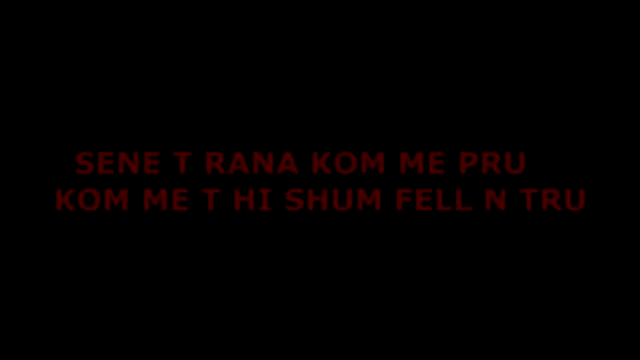 SENE T RANA KOM ME PRU
KOM ME T HI SHUM FELL N TRU